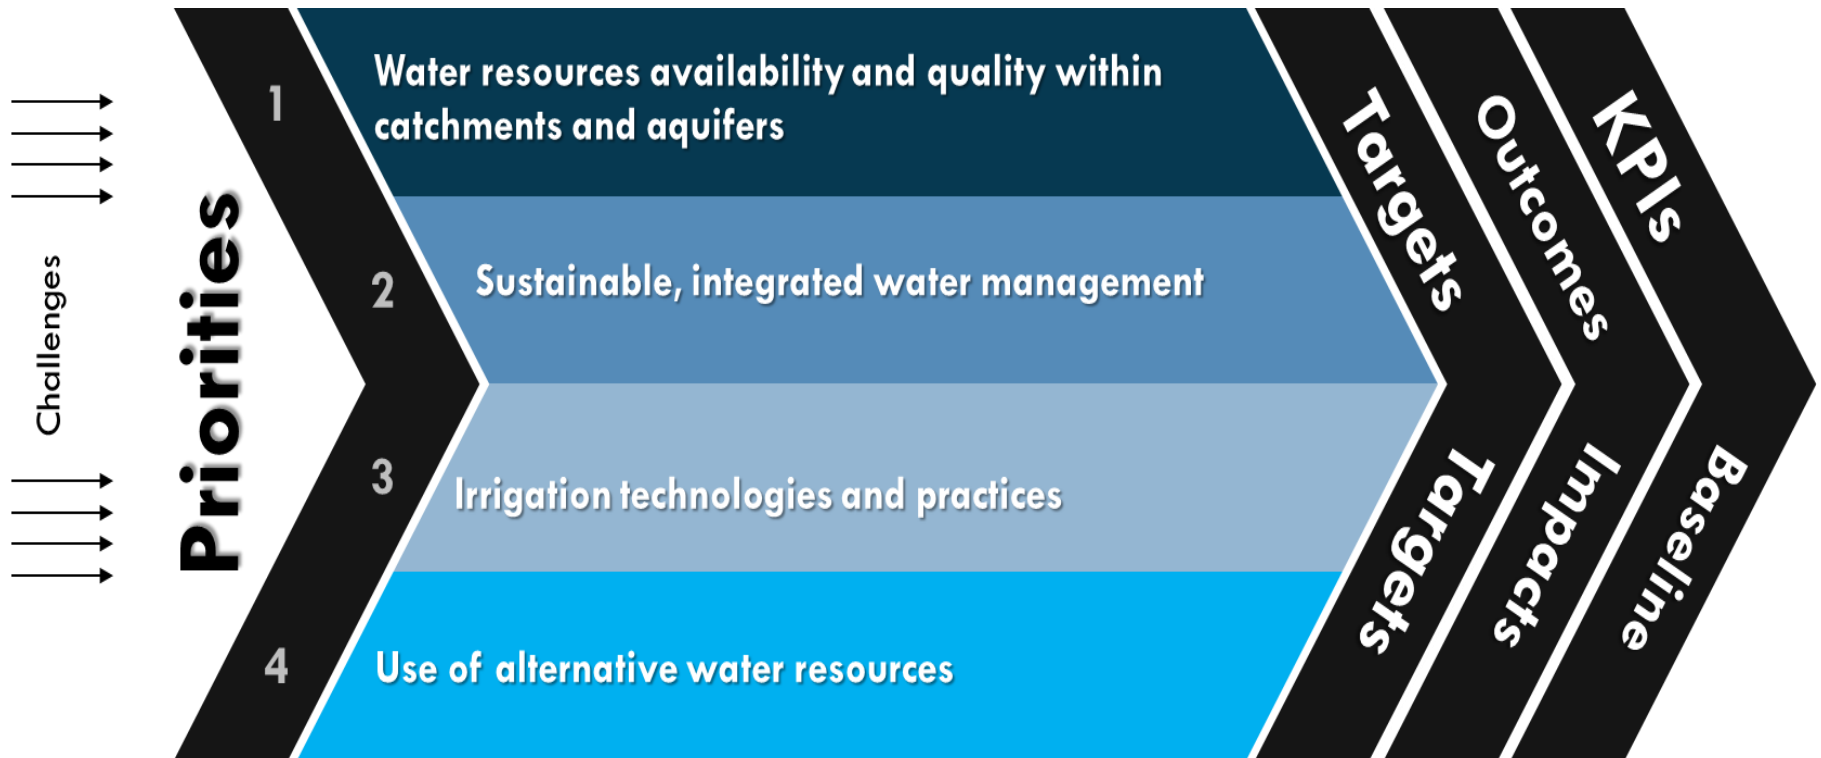 Challenges
Priorities
1
Water resources availability and quality within
catchments and aquifers
2
Sustainable, integrated water management
3
Irrigation technologies and practices
4
Use of alternative water resources
Targets
Outcomes
KPIs
Targets
Impacts
Baseline